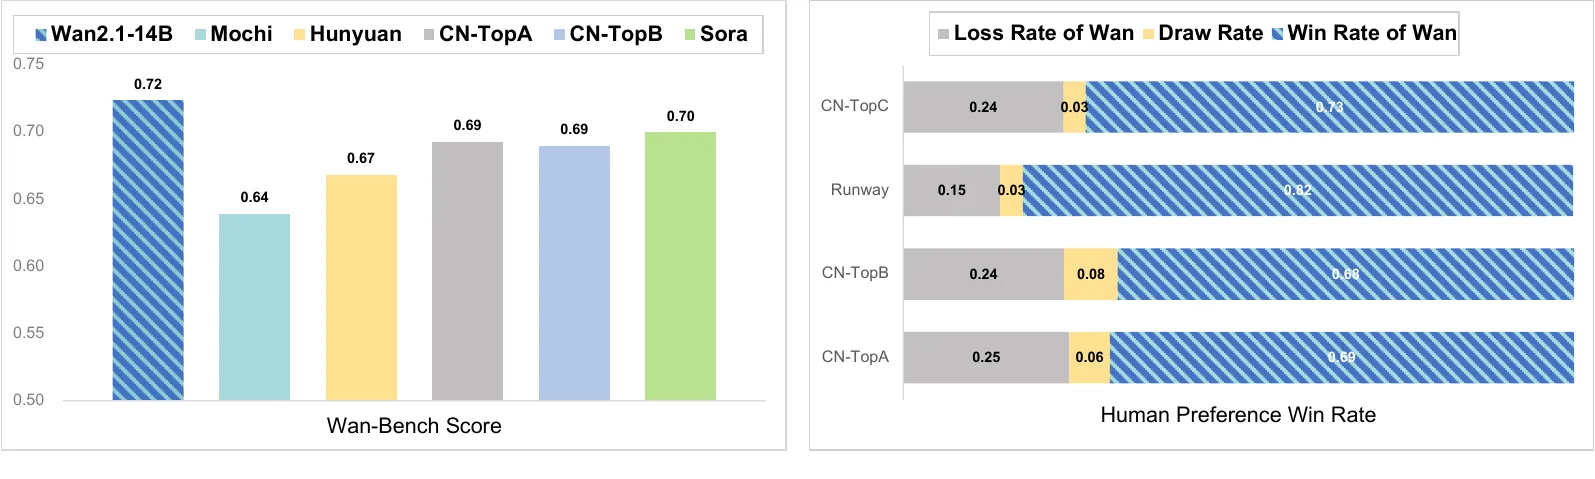 Wan2.1-14B Mochi Hunyuan CN-TopA CN-TopB Sora
0.75
0.70
0.65
0.60
0.55
0.50
0.72
0.64
0.67
0.69
0.69
0.70
Wan-Bench Score
Loss Rate of Wan Draw Rate Win Rate of Wan
CN-TopC 0.24 0.03 0.73
Runway 0.15 0.03 0.82
CN-TopB 0.24 0.08 0.68
CN-TopA 0.25 0.06 0.69
Human Preference Win Rate